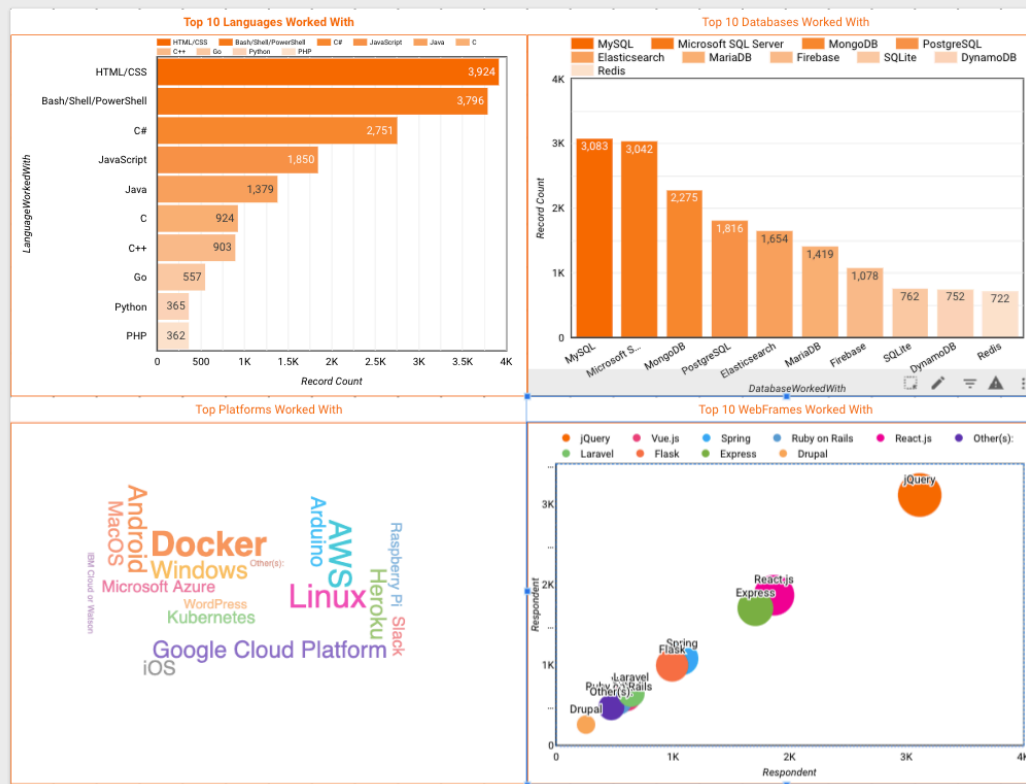 Top 10 Languages Worked With
HTML/CSS Bash/Shell/PowerShell C# JavaScript Java C
C++ Go Python PHP
HTML/CSS
3,924
Bash/Shell/PowerShell
3,796
C#
2,751
JavaScript
1,850
Java
1,379
C
924
C++
903
Go
557
Python
365
PHP
362
LanguageWorkedWith
0 500 1K 1.5K 2K 2.5K 3K 3.5K 4K
Record Count
Top 10 Databases Worked With
MySQL Microsoft SQL Server MongoDB PostgreSQL
Elasticsearch MariaDB Firebase SQLite DynamoDB
Redis
4K
3K
2K
1K
0
Record Count
3,083 3,042 2,275 1,816 1,654 1,419 1,078 762 752 722
MySQL Microsoft S... MongoDB PostgreSQL Elasticsearch MariaDB Firebase SQLite DynamoDB Redis
DatabaseWorkedWith
Top Platforms Worked With
Android
MacOS
Docker
Windows
Other(s):
IBM Cloud or Watson
Microsoft Azure
WordPress
Kubernetes
Google Cloud Platform
iOS
Arduino
AWS
Linux
Raspberry Pi
Heroku
Slack
Top 10 WebFrames Worked With
jQuery Vue.js Spring Ruby on Rails React.js Other(s):
Laravel Flask Express Drupal
...
3K
...
2K
...
1K
...
0
Respondent
jQuery
React.js
Express
Spring
Flask
Laravel
Ruby on Rails
Other(s):
Drupal
0 1K 2K 3K 4K
Respondent